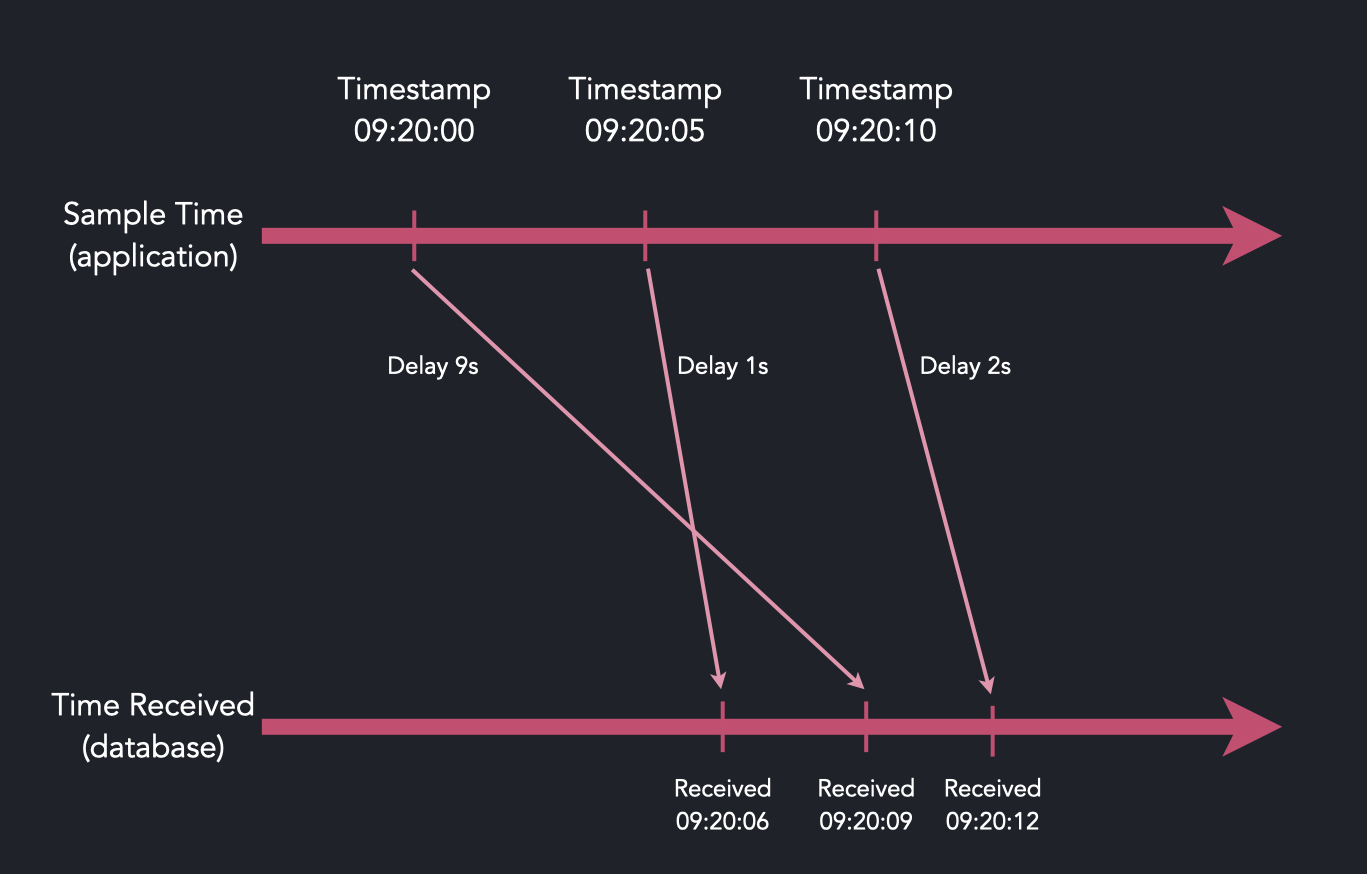 Timestamp
09:20:00
Timestamp
09:20:05
Timestamp
09:20:10
Sample Time
(application)
Delay 9s
Delay 1s
Delay 2s
Time Received
(database)
Received
09:20:06
Received
09:20:09
Received
09:20:12